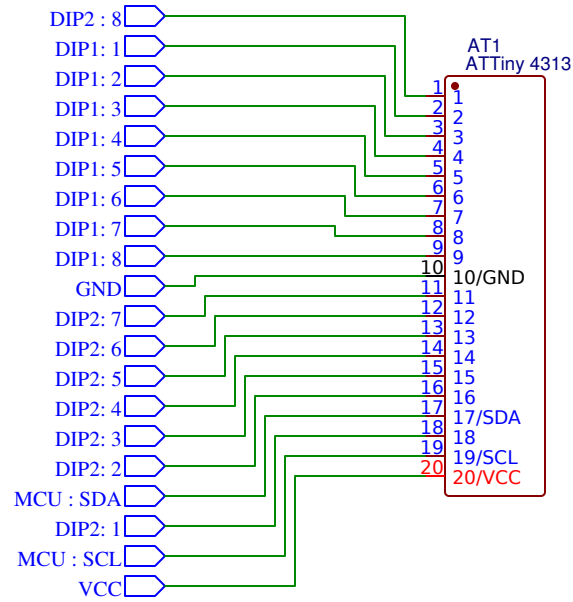 DIP2 : 8
DIP1: 1
DIP1: 2
DIP1: 3
DIP1: 4
DIP1: 5
DIP1: 6
DIP1: 7
DIP1: 8
GND
DIP2: 7
DIP2: 6
DIP2: 5
DIP2: 4
DIP2: 3
DIP2: 2
MCU : SDA
DIP2: 1
MCU : SCL
VCC
AT1
ATTiny 4313
1 1
2 2
3 3
4 4
5 5
6 6
7 7
8 8
9 9
10 10/GND
11 11
12 12
13 13
14 14
15 15
16 16
17 17/SDA
18 18
19 19/SCL
20 20/VCC